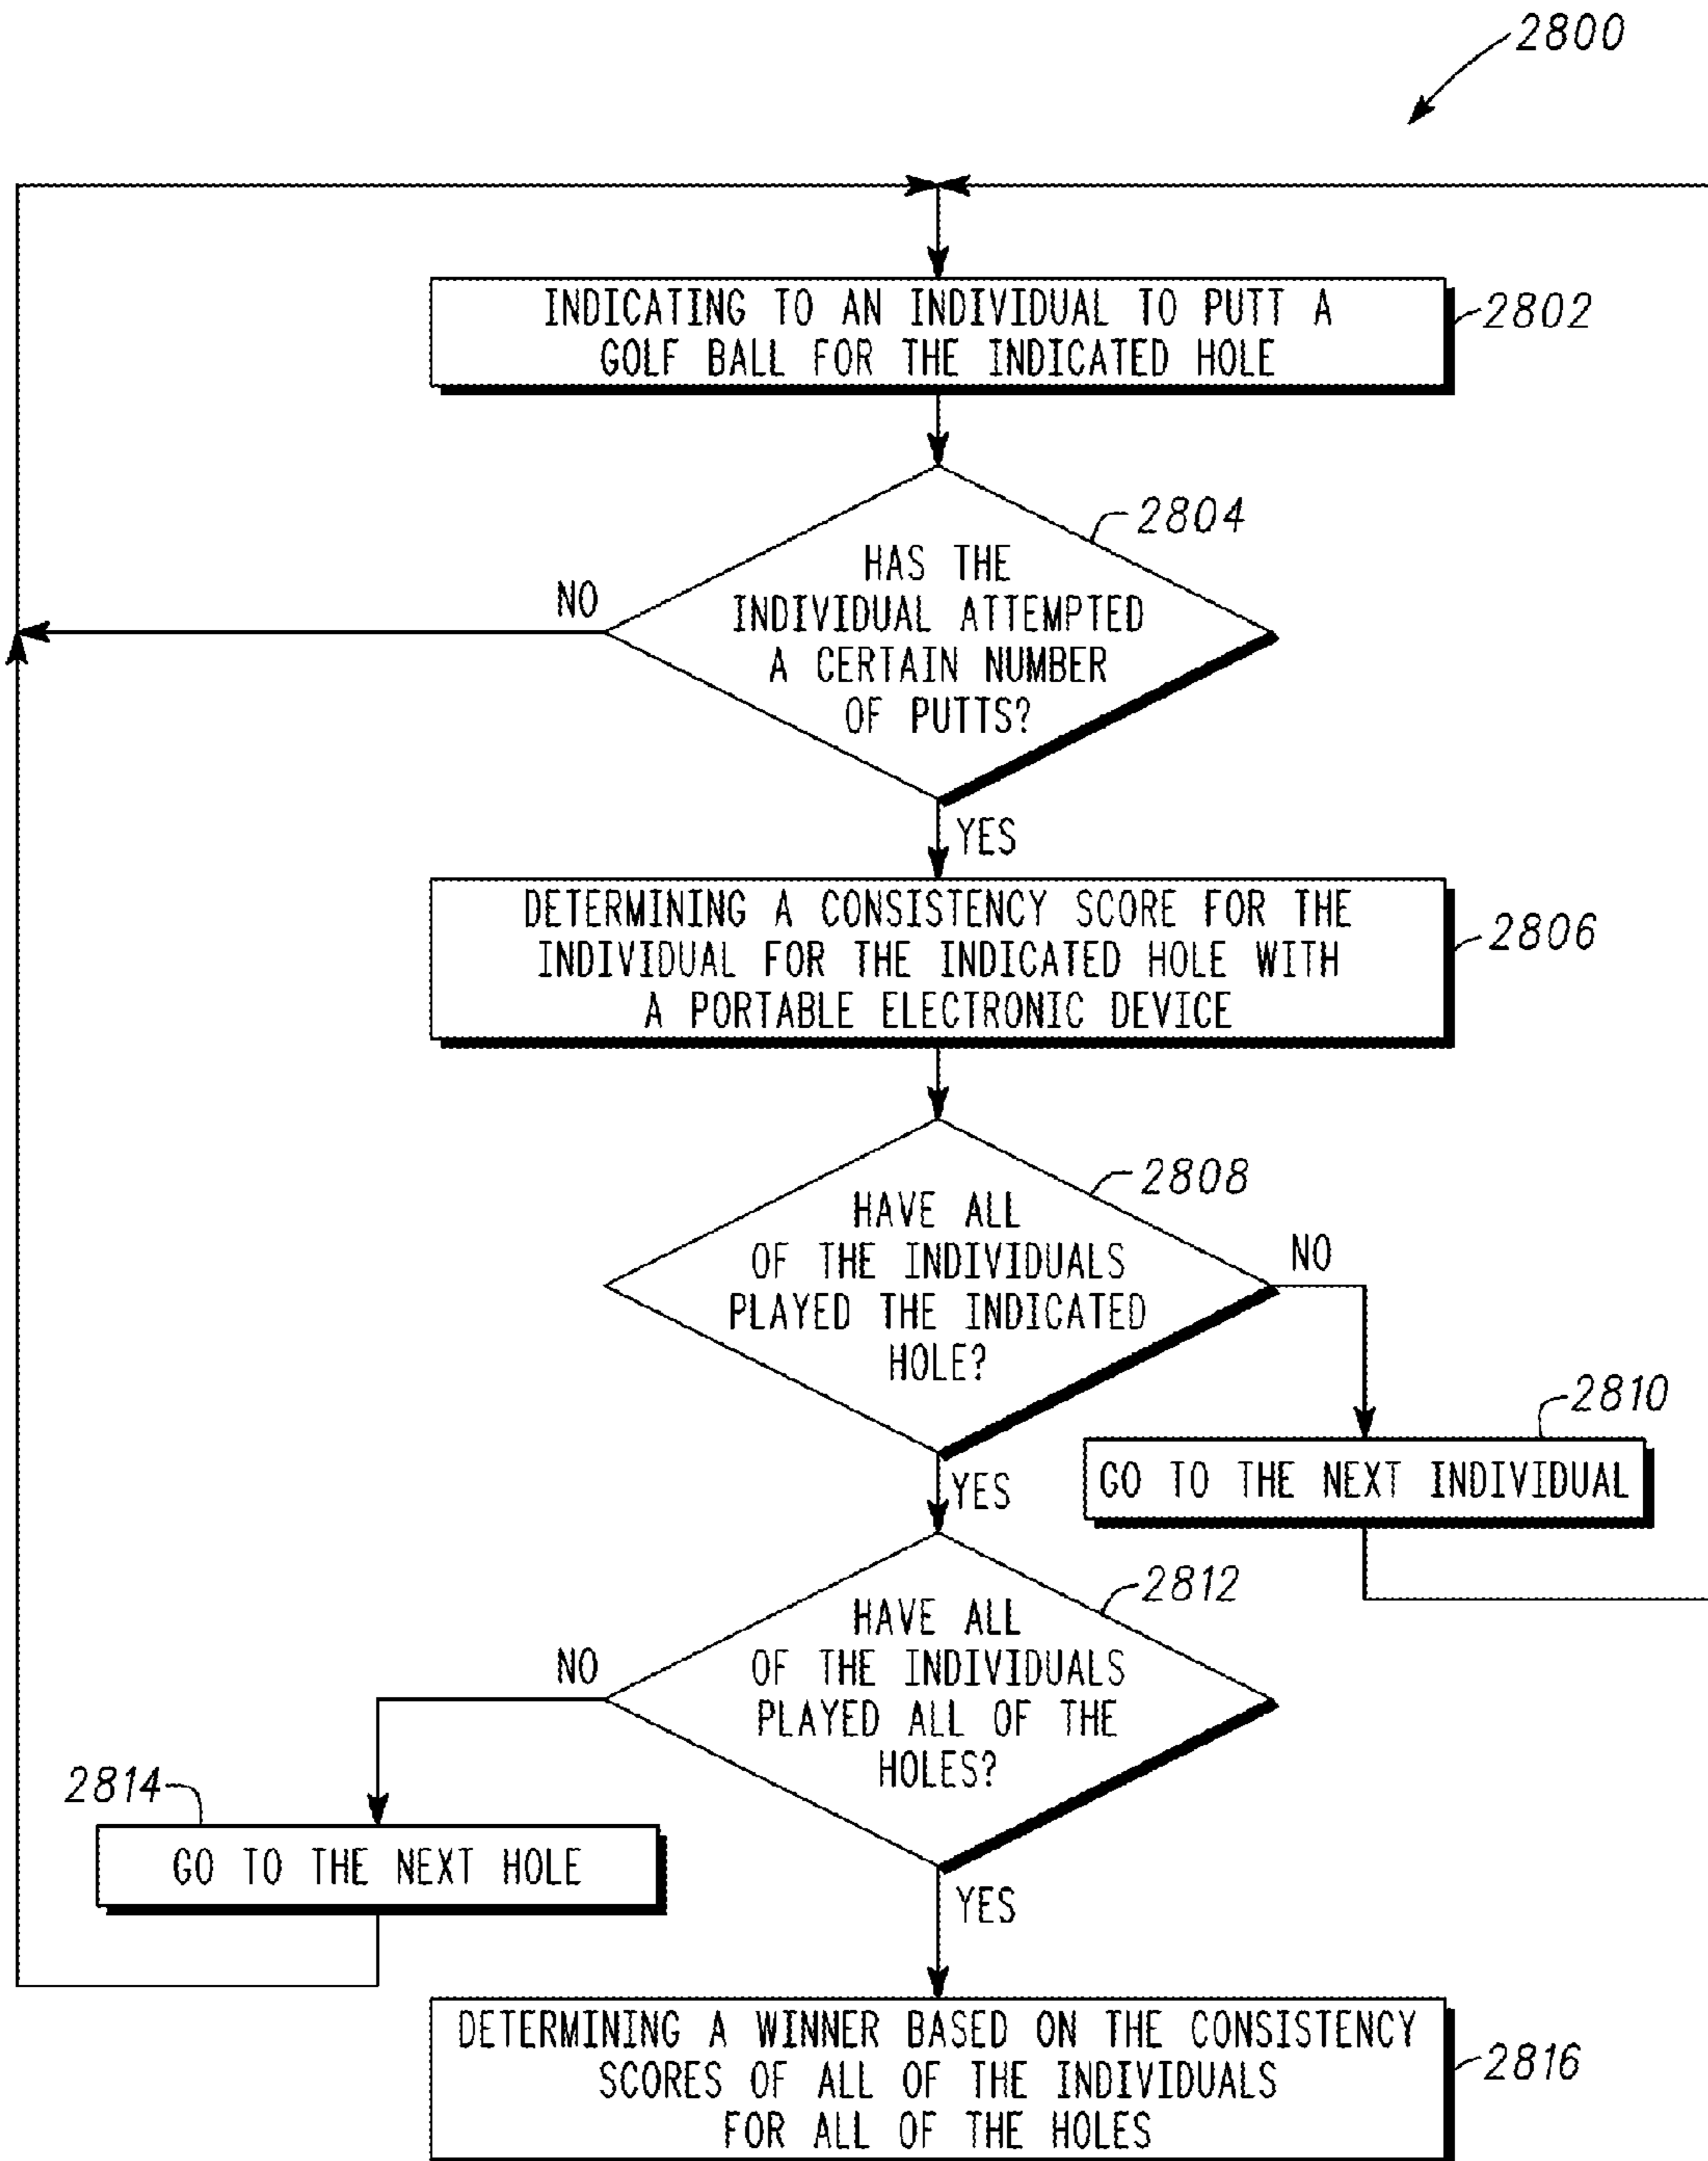 2800
INDICATING TO AN INDIVIDUAL TO PUTT A
GOLF BALL FOR THE INDICATED HOLE
2802
2804
HAS THE
INDIVIDUAL ATTEMPTED
A CERTAIN NUMBER
OF PUTTS?
NO
YES
DETERMINING A CONSISTENCY SCORE FOR THE
INDIVIDUAL FOR THE INDICATED HOLE WITH
A PORTABLE ELECTRONIC DEVICE
2806
2808
HAVE ALL
OF THE INDIVIDUALS
PLAYED THE INDICATED
HOLE?
NO
2810
GO TO THE NEXT INDIVIDUAL
YES
2812
HAVE ALL
OF THE INDIVIDUALS
PLAYED ALL OF THE
HOLES?
NO
2814
GO TO THE NEXT HOLE
YES
DETERMINING A WINNER BASED ON THE CONSISTENCY
SCORES OF ALL OF THE INDIVIDUALS
FOR ALL OF THE HOLES
2816